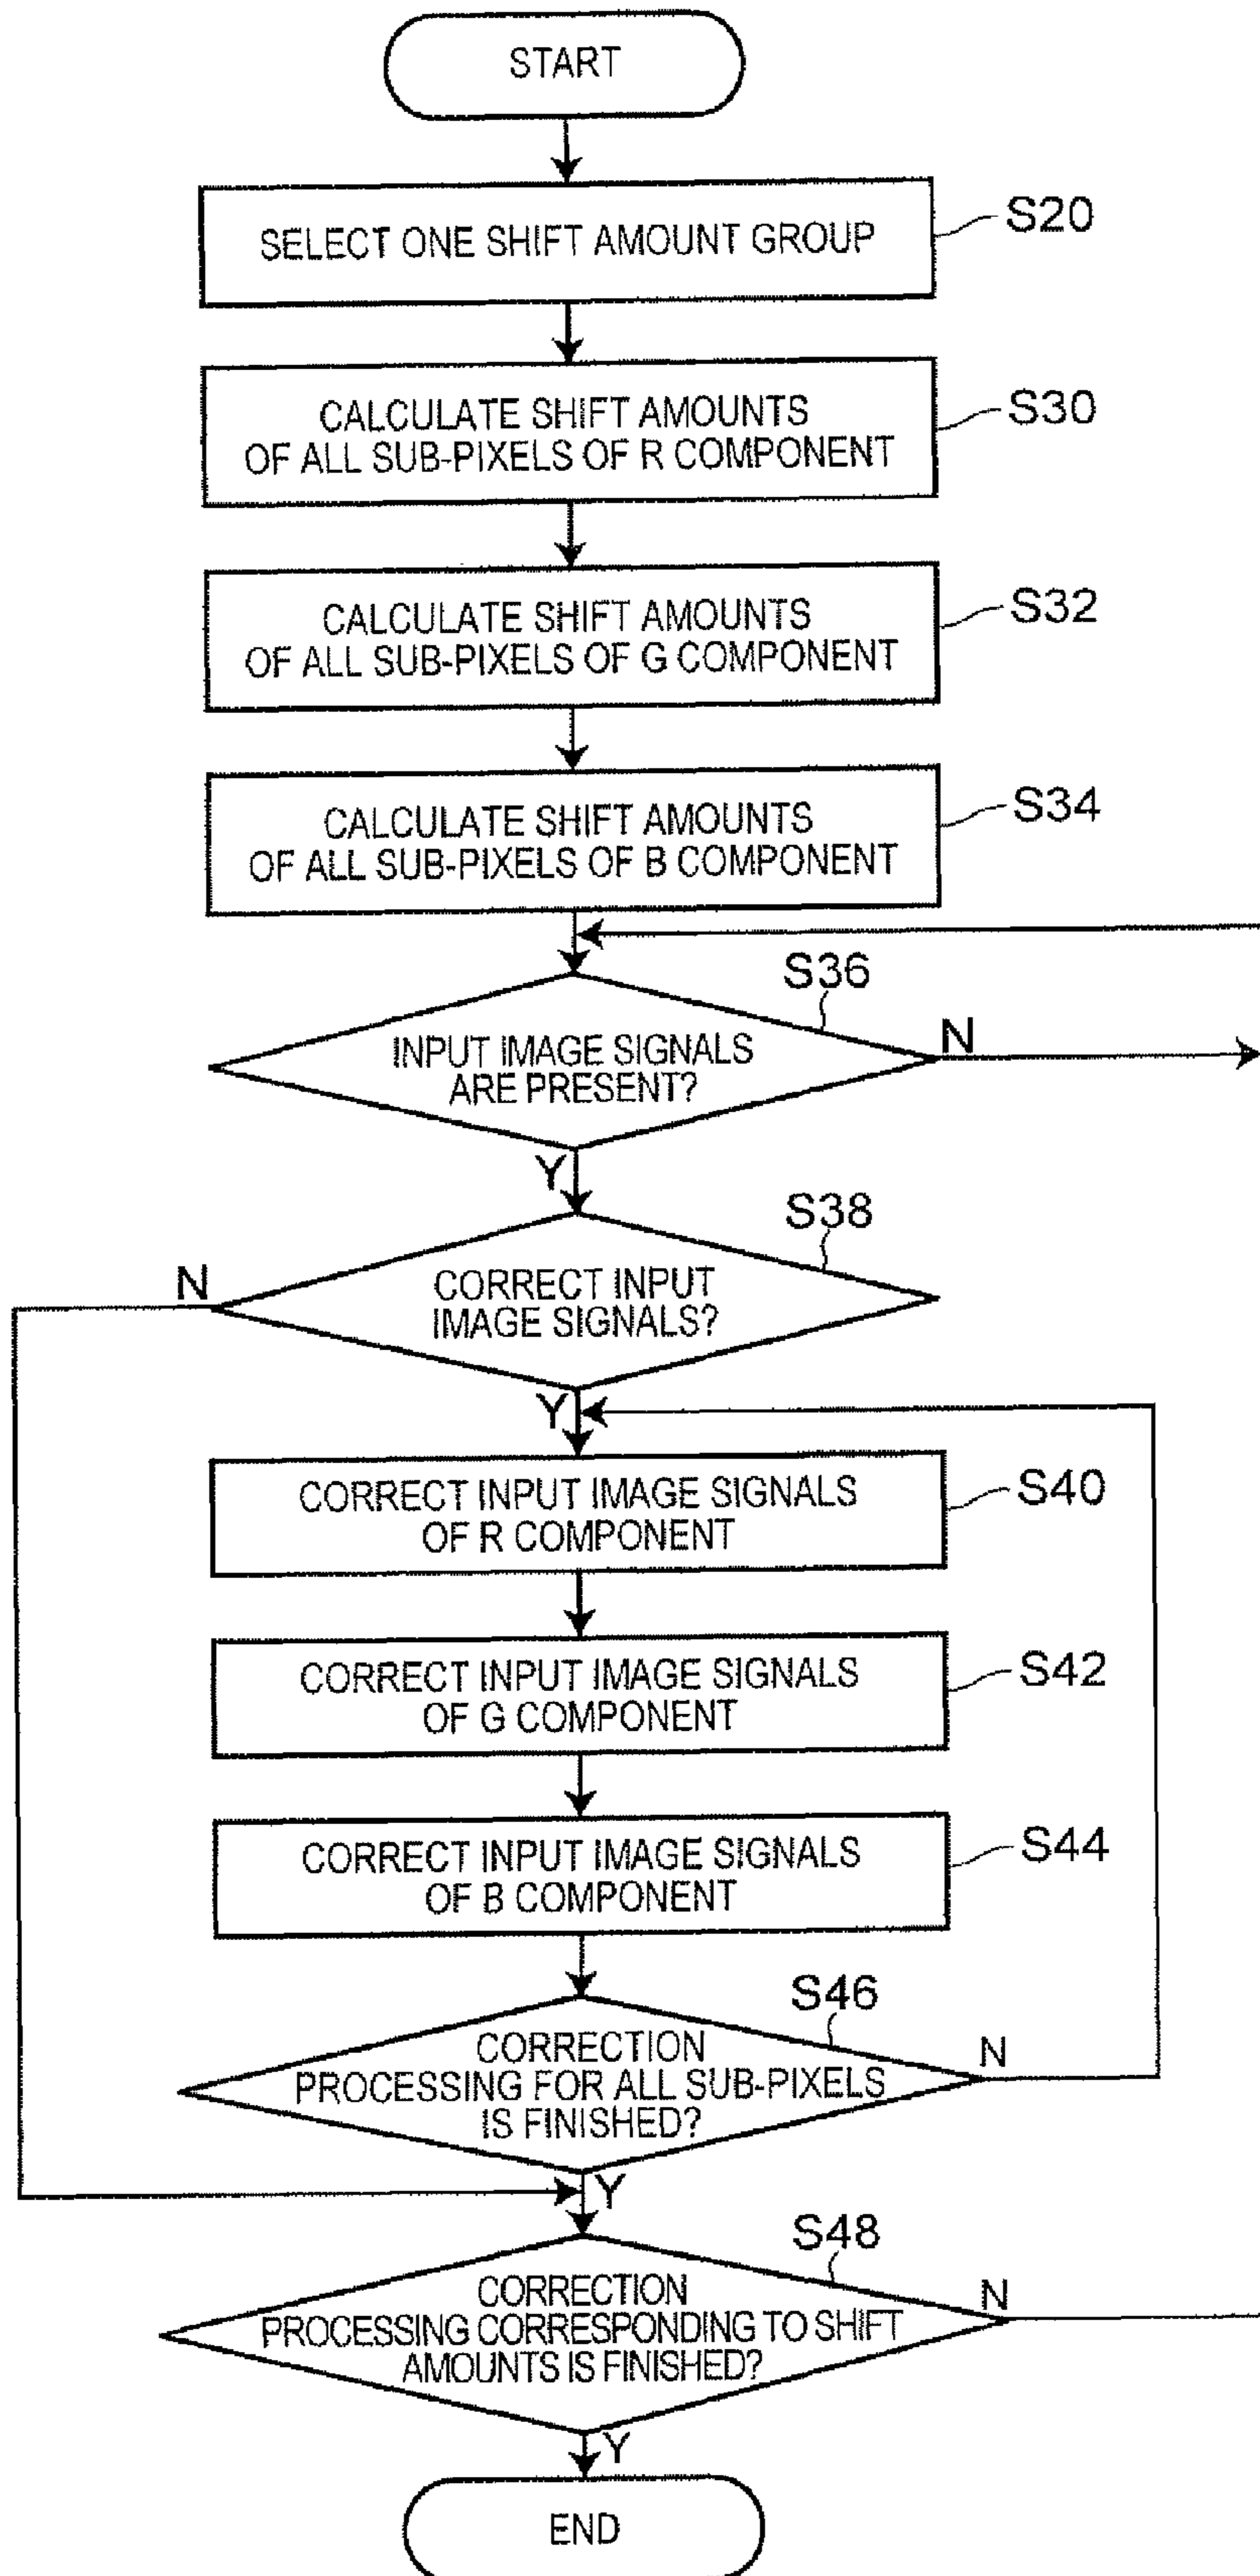 START
SELECT ONE SHIFT AMOUNT GROUP
S20
CALCULATE SHIFT AMOUNTS
OF ALL SUB-PIXELS OF R COMPONENT
S30
CALCULATE SHIFT AMOUNTS
OF ALL SUB-PIXELS OF G COMPONENT
S32
CALCULATE SHIFT AMOUNTS
OF ALL SUB-PIXELS OF B COMPONENT
S34
S36
INPUT IMAGE SIGNALS
ARE PRESENT?
N
Y
S38
N
CORRECT INPUT
IMAGE SIGNALS?
Y
CORRECT INPUT IMAGE SIGNALS
OF R COMPONENT
S40
CORRECT INPUT IMAGE SIGNALS
OF G COMPONENT
S42
CORRECT INPUT IMAGE SIGNALS
OF B COMPONENT
S44
S46
CORRECTION
PROCESSING FOR ALL SUB-PIXELS
IS FINISHED?
N
Y
S48
CORRECTION
PROCESSING CORRESPONDING TO SHIFT
AMOUNTS IS FINISHED?
N
Y
END